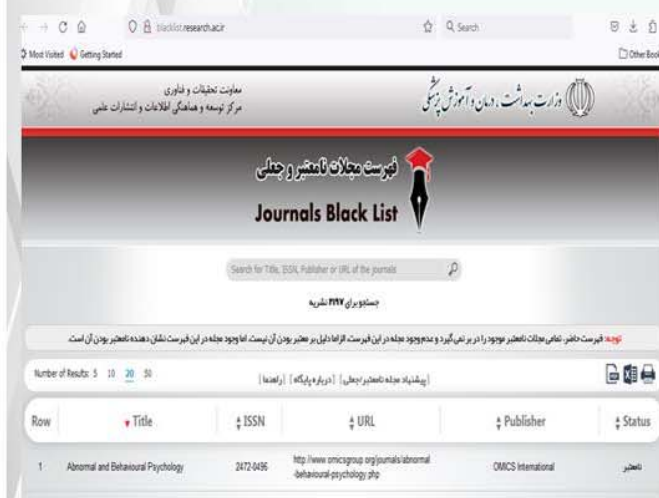 blacklist.research.ac.ir
Search
Most Visited Getting Started
Other Book
وزارت بهداشت، درمان و آموزش پزشکی
معاونت تحقیقات و فناوری
مرکز توسعه و هماهنگی اطلاعات و انتشارات علمی
فهرست مجلات نامعتبر و جعلی
Journals Black List
Search for Title, ISSN, Publisher or URL of the journals
جستجو برای ۲۱۹۷ نشریه
توجه: فهرست حاضر، تمامی مجلات نامعتبر موجود را در بر نمی گیرد و عدم وجود مجله در این فهرست، الزاما دلیل بر معتبر بودن آن نیست. اما وجود مجله در این فهرست نشان دهنده نامعتبر بودن آن است.
Number of Results: 5 10 20 50
[پیشنهاد مجله نامعتبر/جعلی] [درباره پایگاه] [راهنما]
Row Title ISSN URL Publisher Status
1 Abnormal and Behavioural Psychology 2472-0496 http://www.omicsgroup.org/journals/abnormal
-behavioural-psychology.php OMICS International نامعتبر